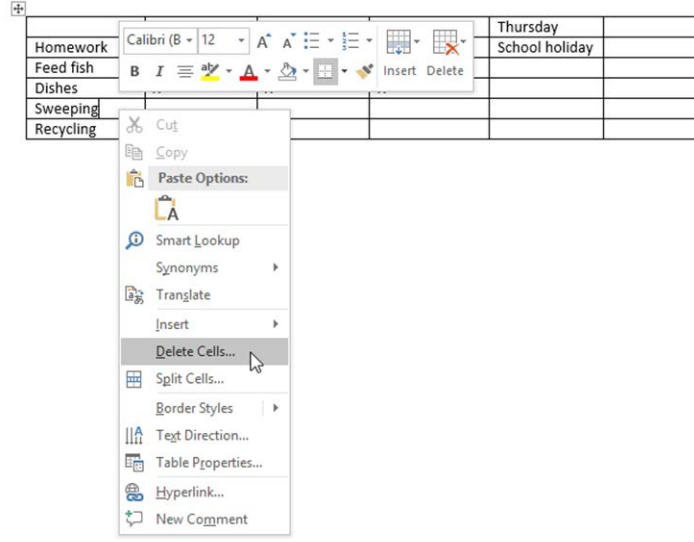 Thursday
Homework
School holiday
Feed fish
Dishes
Sweeping
Recycling
Calibri (B
12
A
A
B
I
A
Insert
Delete
Cut
Copy
Paste Options:
A
Smart Lookup
Synonyms
Translate
Insert
Delete Cells...
Split Cells...
Border Styles
Text Direction...
Table Properties...
Hyperlink...
New Comment